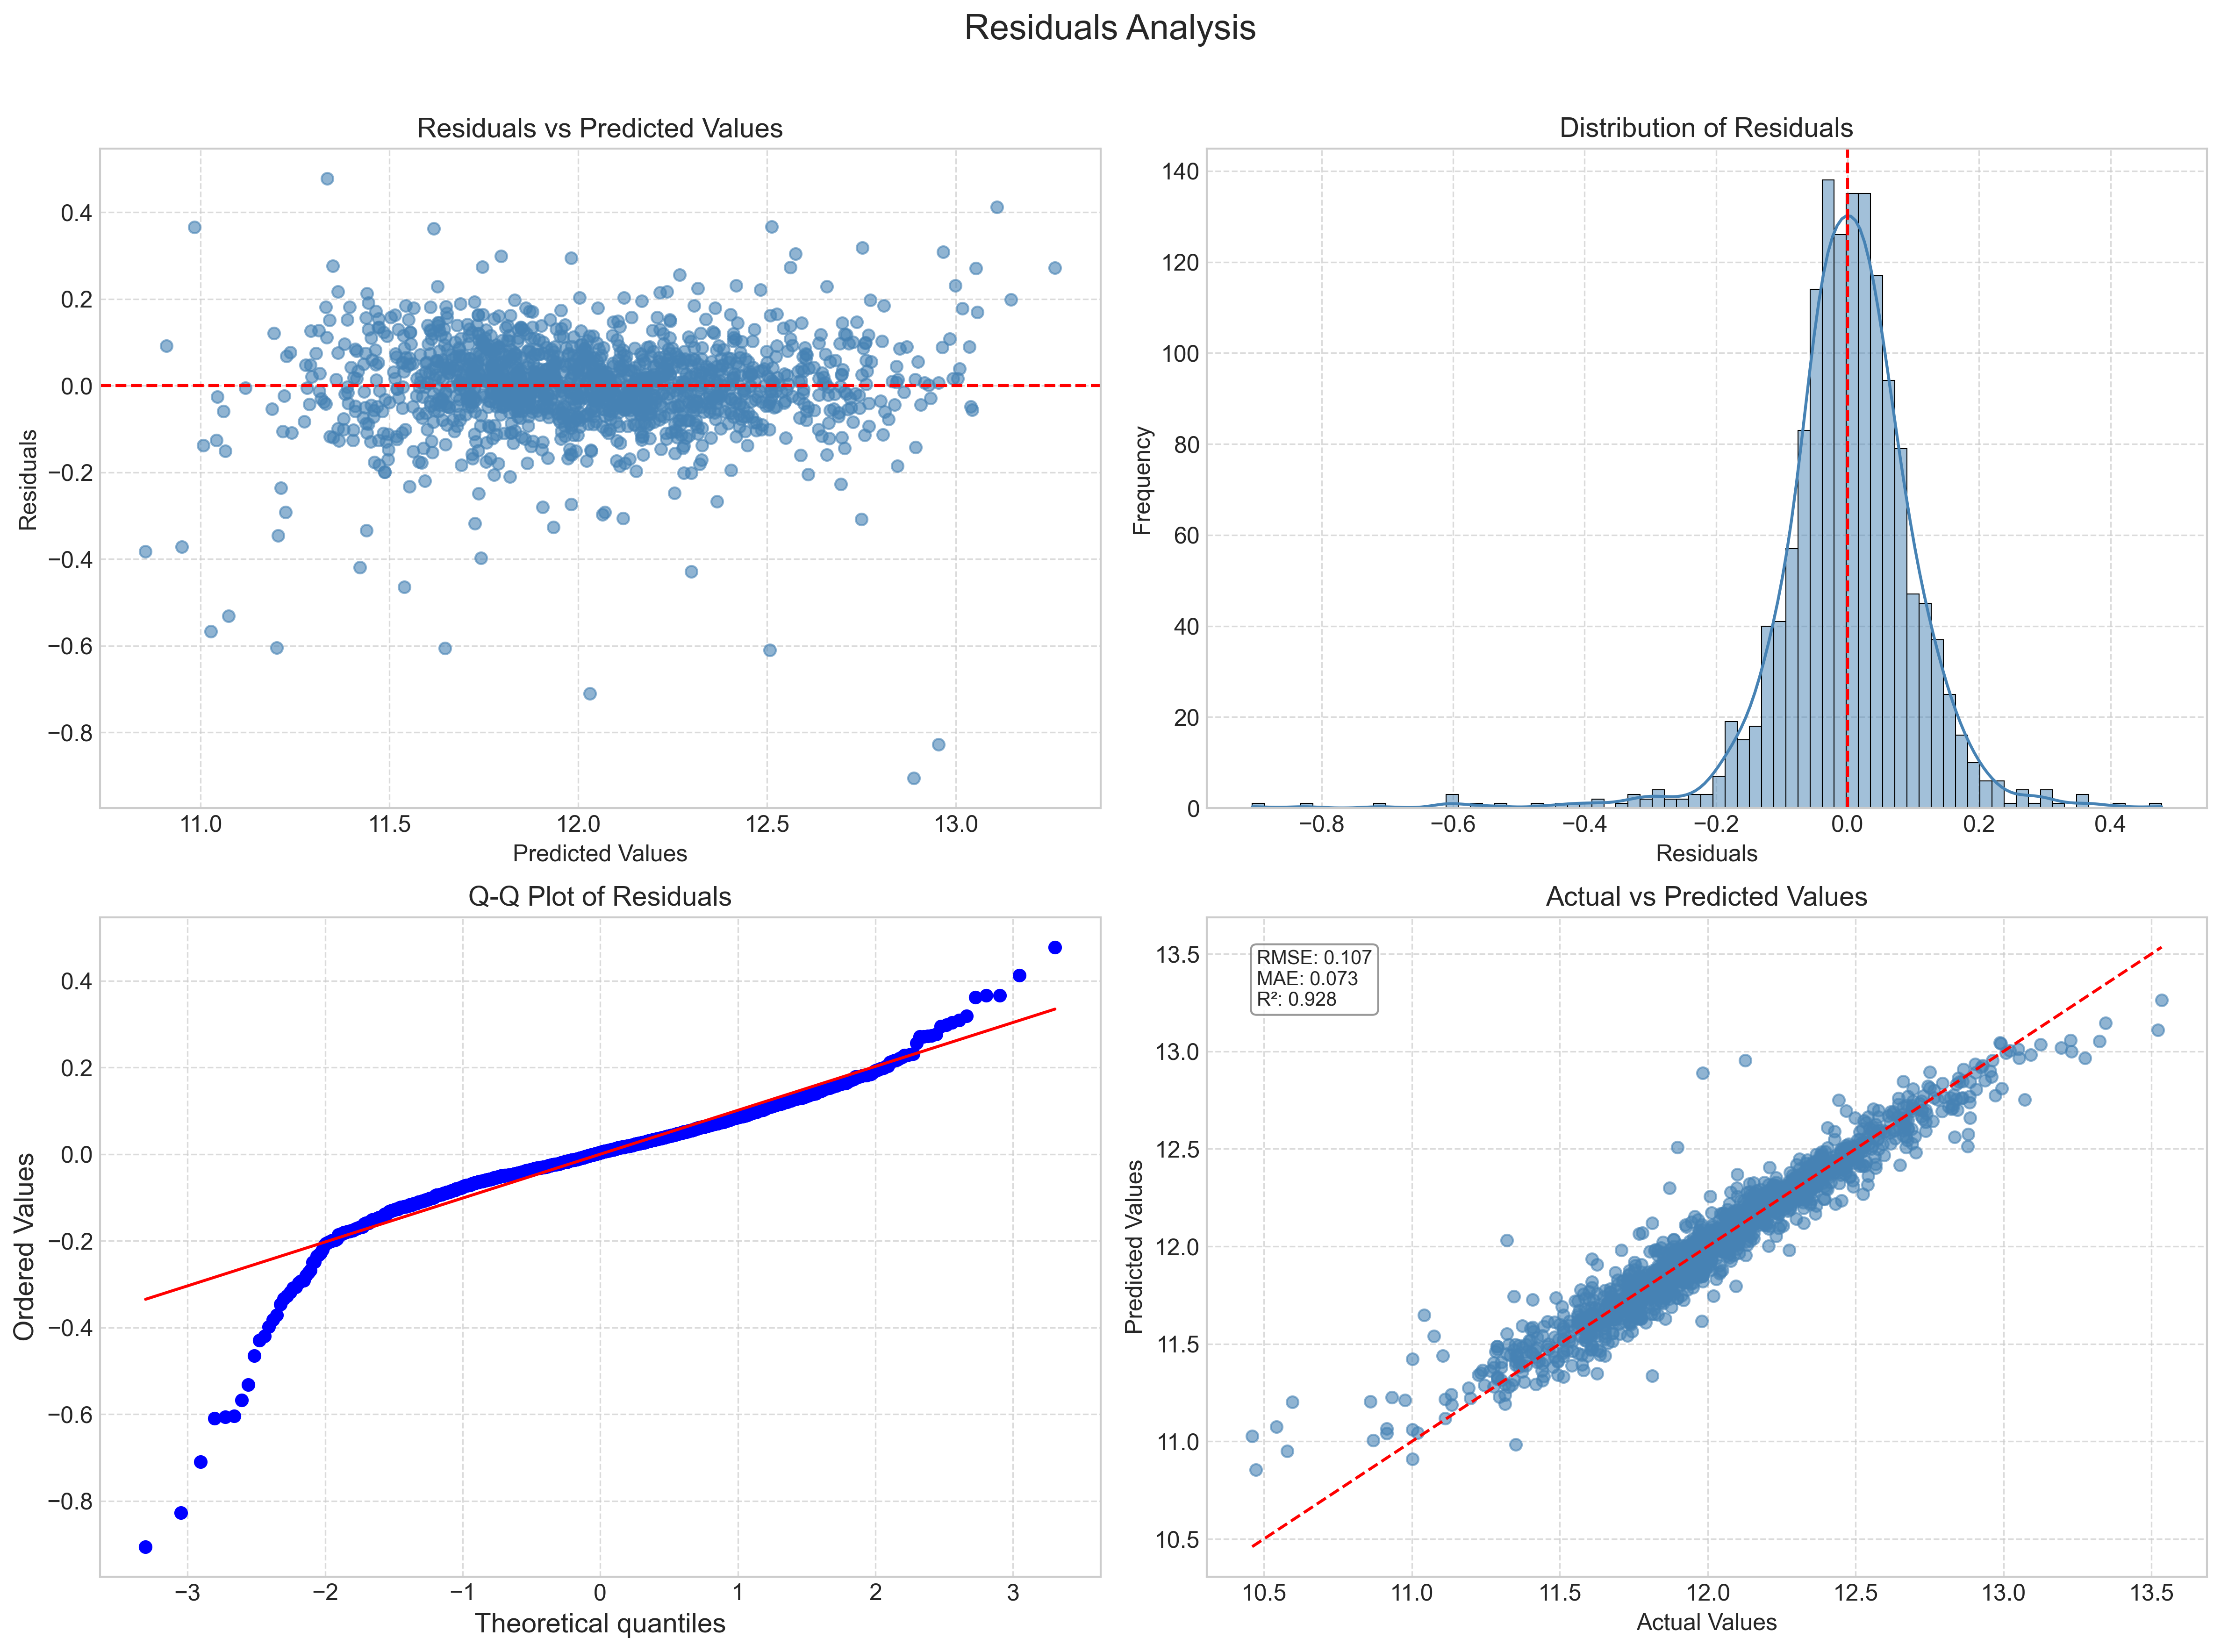 Residuals Analysis
Residuals vs Predicted Values
0.4
0.2
0.0
−0.2
−0.4
−0.6
−0.8
Residuals
11.0 11.5 12.0 12.5 13.0
Predicted Values
Distribution of Residuals
140
120
100
80
60
40
20
0
Frequency
−0.8 −0.6 −0.4 −0.2 0.0 0.2 0.4
Residuals
Q-Q Plot of Residuals
0.4
0.2
0.0
−0.2
−0.4
−0.6
−0.8
Ordered Values
−3 −2 −1 0 1 2 3
Theoretical quantiles
Actual vs Predicted Values
RMSE: 0.107
MAE: 0.073
R²: 0.928
13.5
13.0
12.5
12.0
11.5
11.0
10.5
Predicted Values
10.5 11.0 11.5 12.0 12.5 13.0 13.5
Actual Values